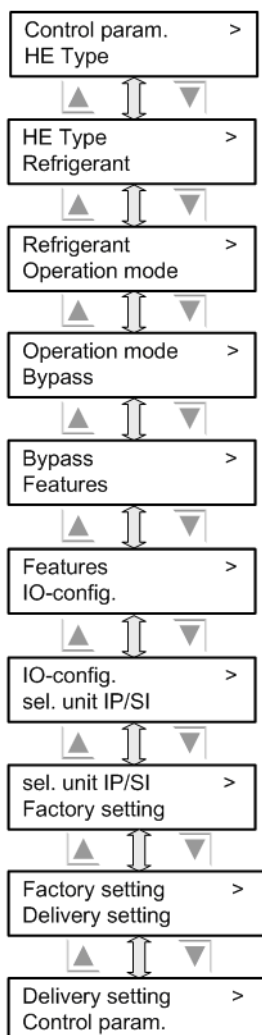 Control param. >
HE Type
HE Type >
Refrigerant
Refrigerant >
Operation mode
Operation mode >
Bypass
Bypass >
Features
Features >
IO-config.
IO-config. >
sel. unit IP/SI
sel. unit IP/SI >
Factory setting
Factory setting >
Delivery setting
Delivery setting >
Control param.